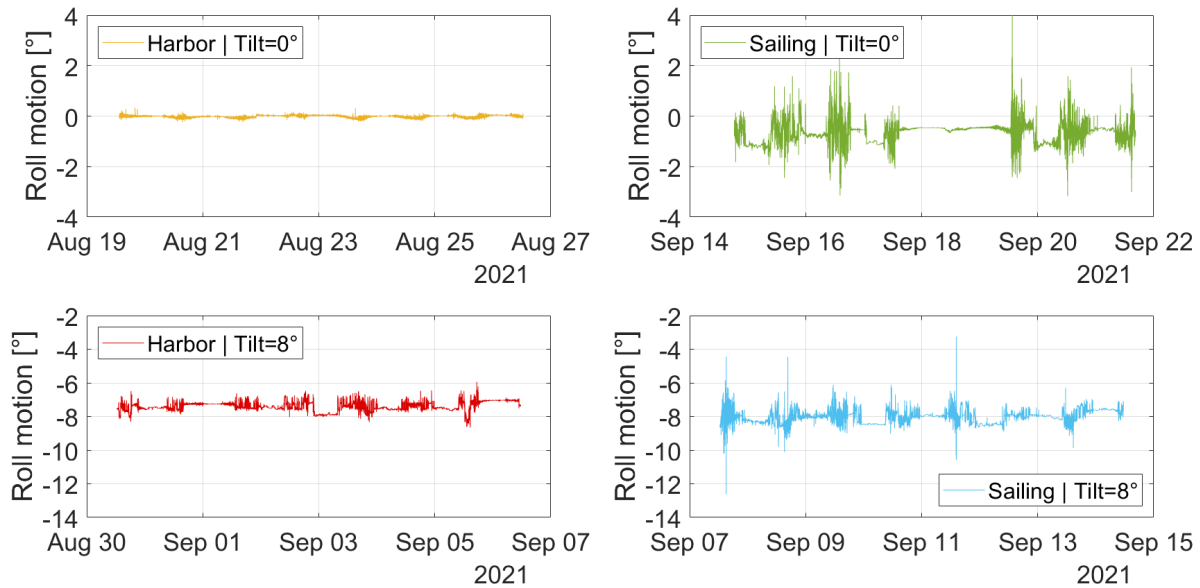 Roll motion [°]
4
2
0
-2
-4
Harbor | Tilt=0°
Aug 19 Aug 21 Aug 23 Aug 25 Aug 27
2021
Roll motion [°]
4
2
0
-2
-4
Sailing | Tilt=0°
Sep 14 Sep 16 Sep 18 Sep 20 Sep 22
2021
Roll motion [°]
-2
-4
-6
-8
-10
-12
-14
Harbor | Tilt=8°
Aug 30 Sep 01 Sep 03 Sep 05 Sep 07
2021
Roll motion [°]
-2
-4
-6
-8
-10
-12
-14
Sailing | Tilt=8°
Sep 07 Sep 09 Sep 11 Sep 13 Sep 15
2021